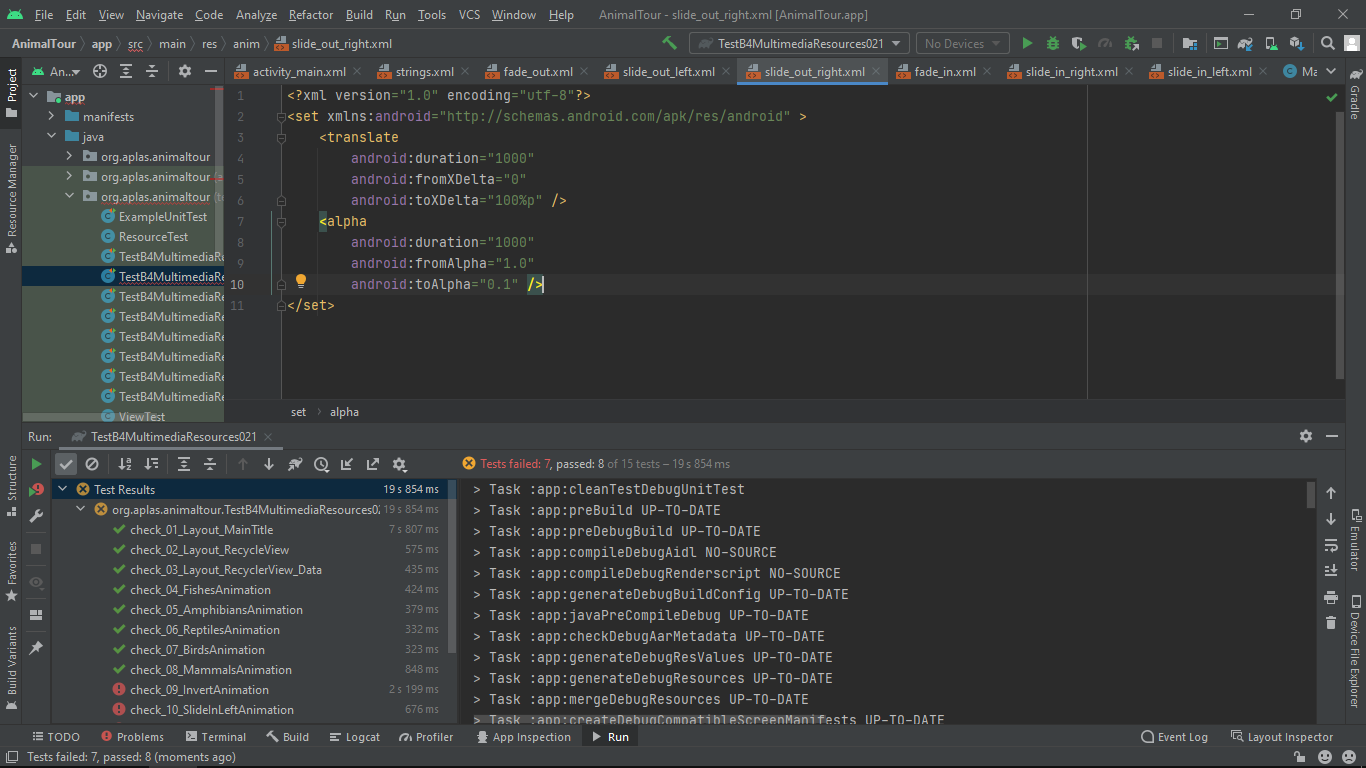 File Edit View Navigate Code Analyze Refactor Build Run Tools VCS Window Help AnimalTour - slide_out_right.xml [AnimalTour.app]
AnimalTour app src main res anim slide_out_right.xml TestB4MultimediaResources021 No Devices
Project An... activity_main.xml strings.xml fade_out.xml slide_out_left.xml slide_out_right.xml fade_in.xml slide_in_right.xml slide_in_left.xml Ma Gradle
app
manifests
java
org.aplas.animaltour
org.aplas.animaltour
org.aplas.animaltour
ExampleUnitTest
ResourceTest
TestB4MultimediaRe
TestB4MultimediaRe
TestB4MultimediaRe
TestB4MultimediaRe
TestB4MultimediaRe
TestB4MultimediaRe
TestB4MultimediaRe
TestB4MultimediaRe
ViewTest
Resource Manager
1 <?xml version="1.0" encoding="utf-8"?>
2 <set xmlns:android="http://schemas.android.com/apk/res/android" >
3 <translate
4 android:duration="1000"
5 android:fromXDelta="0"
6 android:toXDelta="100%p" />
7 <alpha
8 android:duration="1000"
9 android:fromAlpha="1.0"
10 android:toAlpha="0.1" />
11 </set>
set alpha
Run: TestB4MultimediaResources021
Tests failed: 7, passed: 8 of 15 tests – 19 s 854 ms
Test Results 19 s 854 ms
org.aplas.animaltour.TestB4MultimediaResources02 19 s 854 ms
check_01_Layout_MainTitle 7 s 807 ms
check_02_Layout_RecycleView 575 ms
check_03_Layout_RecyclerView_Data 435 ms
check_04_FishesAnimation 424 ms
check_05_AmphibiansAnimation 379 ms
check_06_ReptilesAnimation 332 ms
check_07_BirdsAnimation 323 ms
check_08_MammalsAnimation 848 ms
check_09_InvertAnimation 2 s 199 ms
check_10_SlideInLeftAnimation 676 ms
> Task :app:cleanTestDebugUnitTest
> Task :app:preBuild UP-TO-DATE
> Task :app:preDebugBuild UP-TO-DATE
> Task :app:compileDebugAidl NO-SOURCE
> Task :app:compileDebugRenderscript NO-SOURCE
> Task :app:generateDebugBuildConfig UP-TO-DATE
> Task :app:javaPreCompileDebug UP-TO-DATE
> Task :app:checkDebugAarMetadata UP-TO-DATE
> Task :app:generateDebugResValues UP-TO-DATE
> Task :app:generateDebugResources UP-TO-DATE
> Task :app:mergeDebugResources UP-TO-DATE
> Task :app:createDebugCompatibleScreenManifests UP-TO-DATE
Structure
Favorites
Build Variants
Emulator
Device File Explorer
TODO Problems Terminal Build Logcat Profiler App Inspection Run Event Log Layout Inspector
Tests failed: 7, passed: 8 (moments ago)